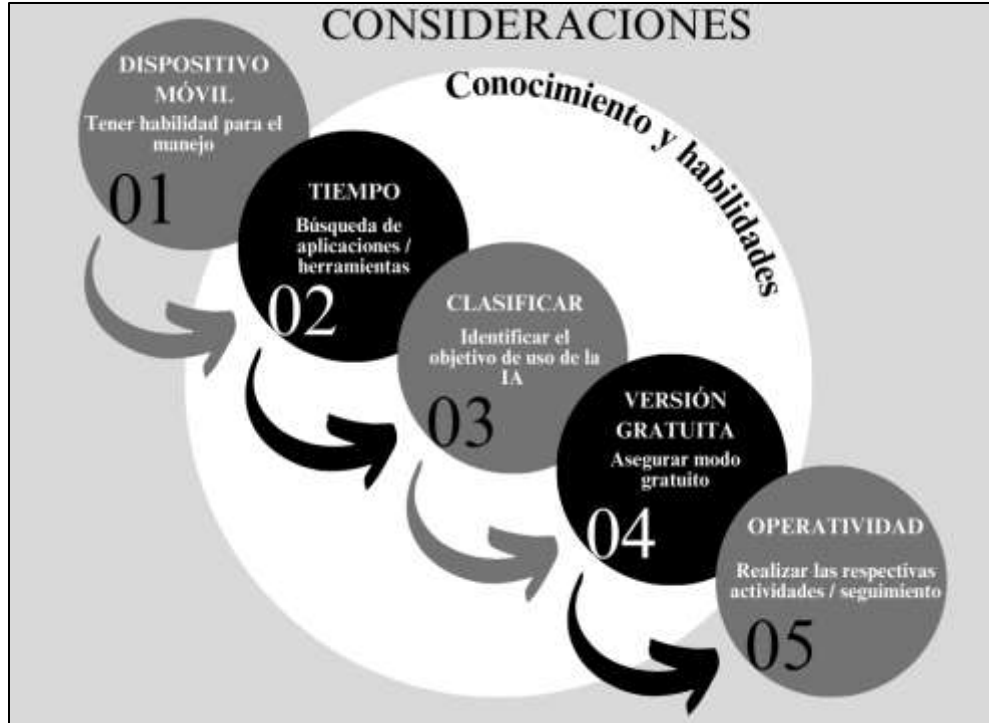 CONSIDERACIONES
Conocimiento y habilidades
DISPOSITIVO
MÓVIL
Tener habilidad para el
manejo
01
TIEMPO
Búsqueda de
aplicaciones /
herramientas
02
CLASIFICAR
Identificar el
objetivo de uso de la
IA
03
VERSIÓN
GRATUITA
Asegurar modo
gratuito
04
OPERATIVIDAD
Realizar las respectivas
actividades / seguimiento
05